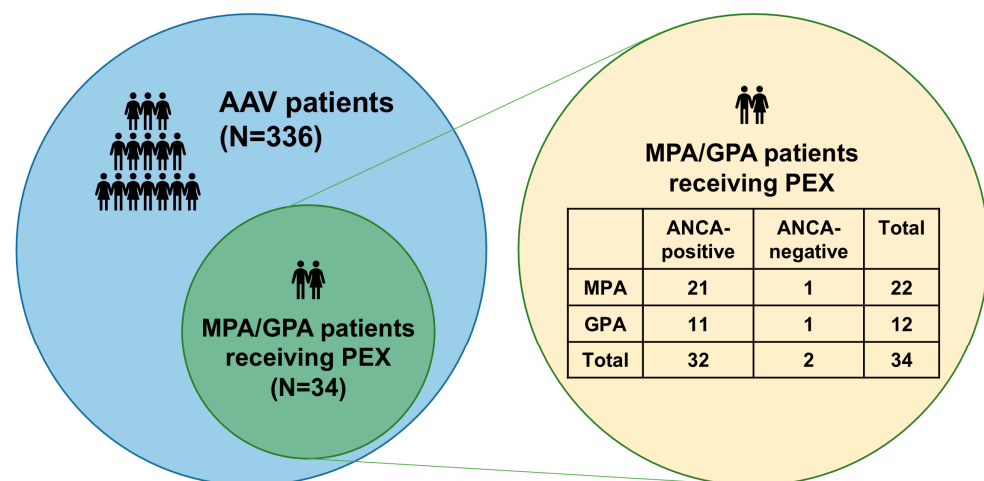 AAV patients
(N=336)
MPA/GPA patients
receiving PEX
(N=34)
MPA/GPA patients
receiving PEX
ANCA-positive ANCA-negative Total
MPA 21 1 22
GPA 11 1 12
Total 32 2 34